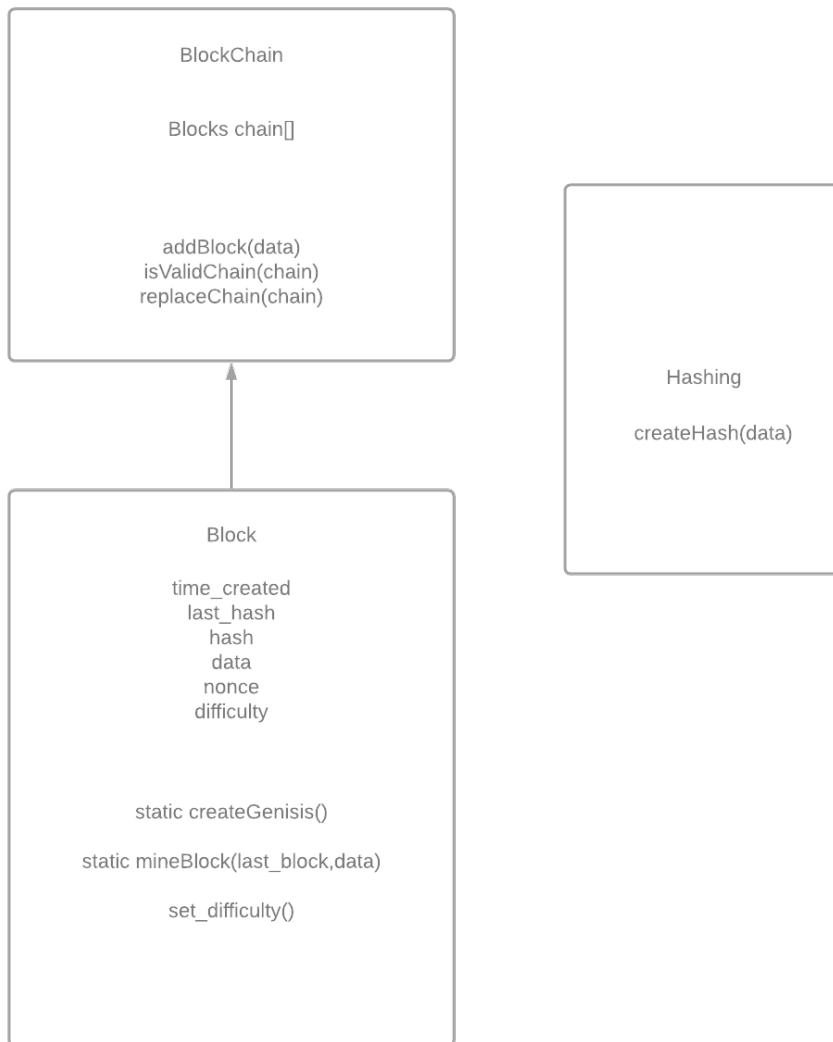 BlockChain
Blocks chain[]
addBlock(data)
isValidChain(chain)
replaceChain(chain)
Hashing
createHash(data)
Block
time_created
last_hash
hash
data
nonce
difficulty
static createGenisis()
static mineBlock(last_block,data)
set_difficulty()